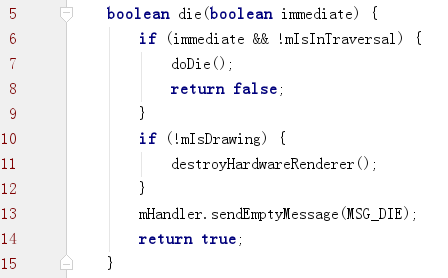 5 boolean die(boolean immediate) {
6 if (immediate && !mIsInTraversal) {
7 doDie();
8 return false;
9 }
10 if (!mIsDrawing) {
11 destroyHardwareRenderer();
12 }
13 mHandler.sendEmptyMessage(MSG_DIE);
14 return true;
15 }